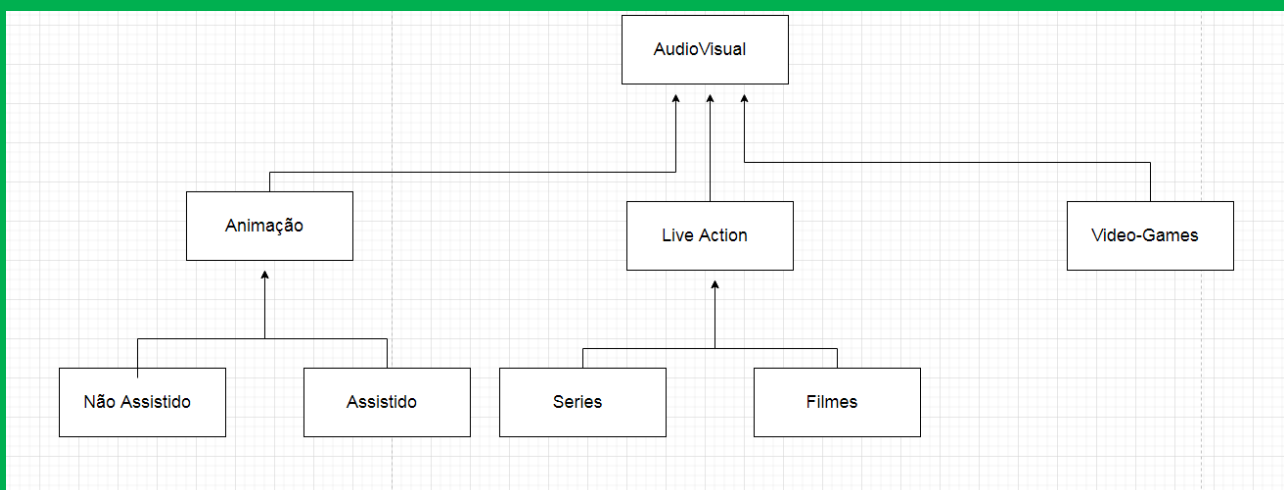 AudioVisual
Animação
Live Action
Video-Games
Não Assistido
Assistido
Series
Filmes